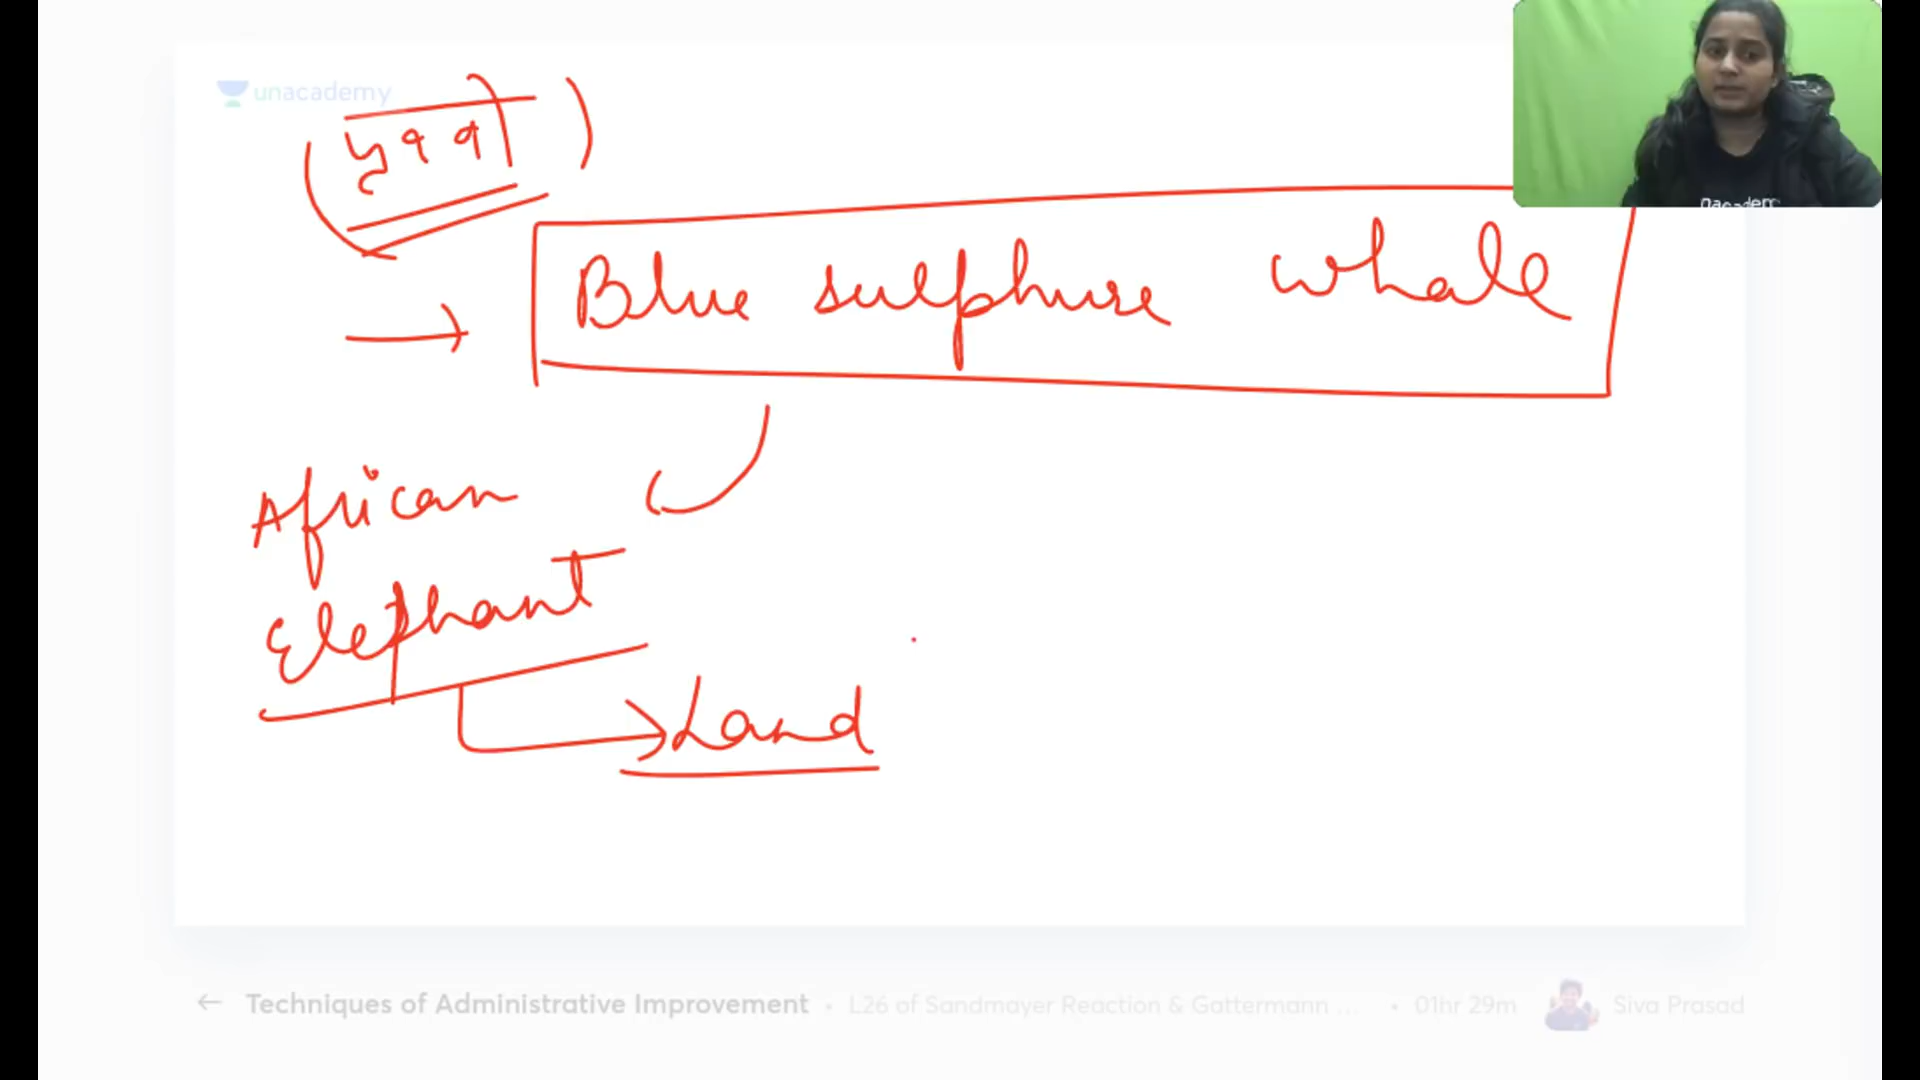 unacademy
Blue sulphure whale
African
Elephant
Land
unacademy
Techniques of Administrative Improvement • L26 of Sandmayer Reaction & Gattermann ... • 01hr 29m Siva Prasad